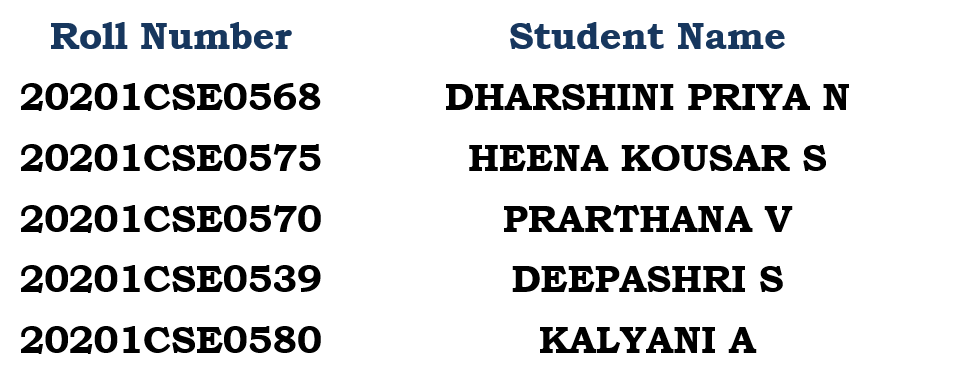 Roll Number Student Name
20201CSE0568 DHARSHINI PRIYA N
20201CSE0575 HEENA KOUSAR S
20201CSE0570 PRARTHANA V
20201CSE0539 DEEPASHRI S
20201CSE0580 KALYANI A